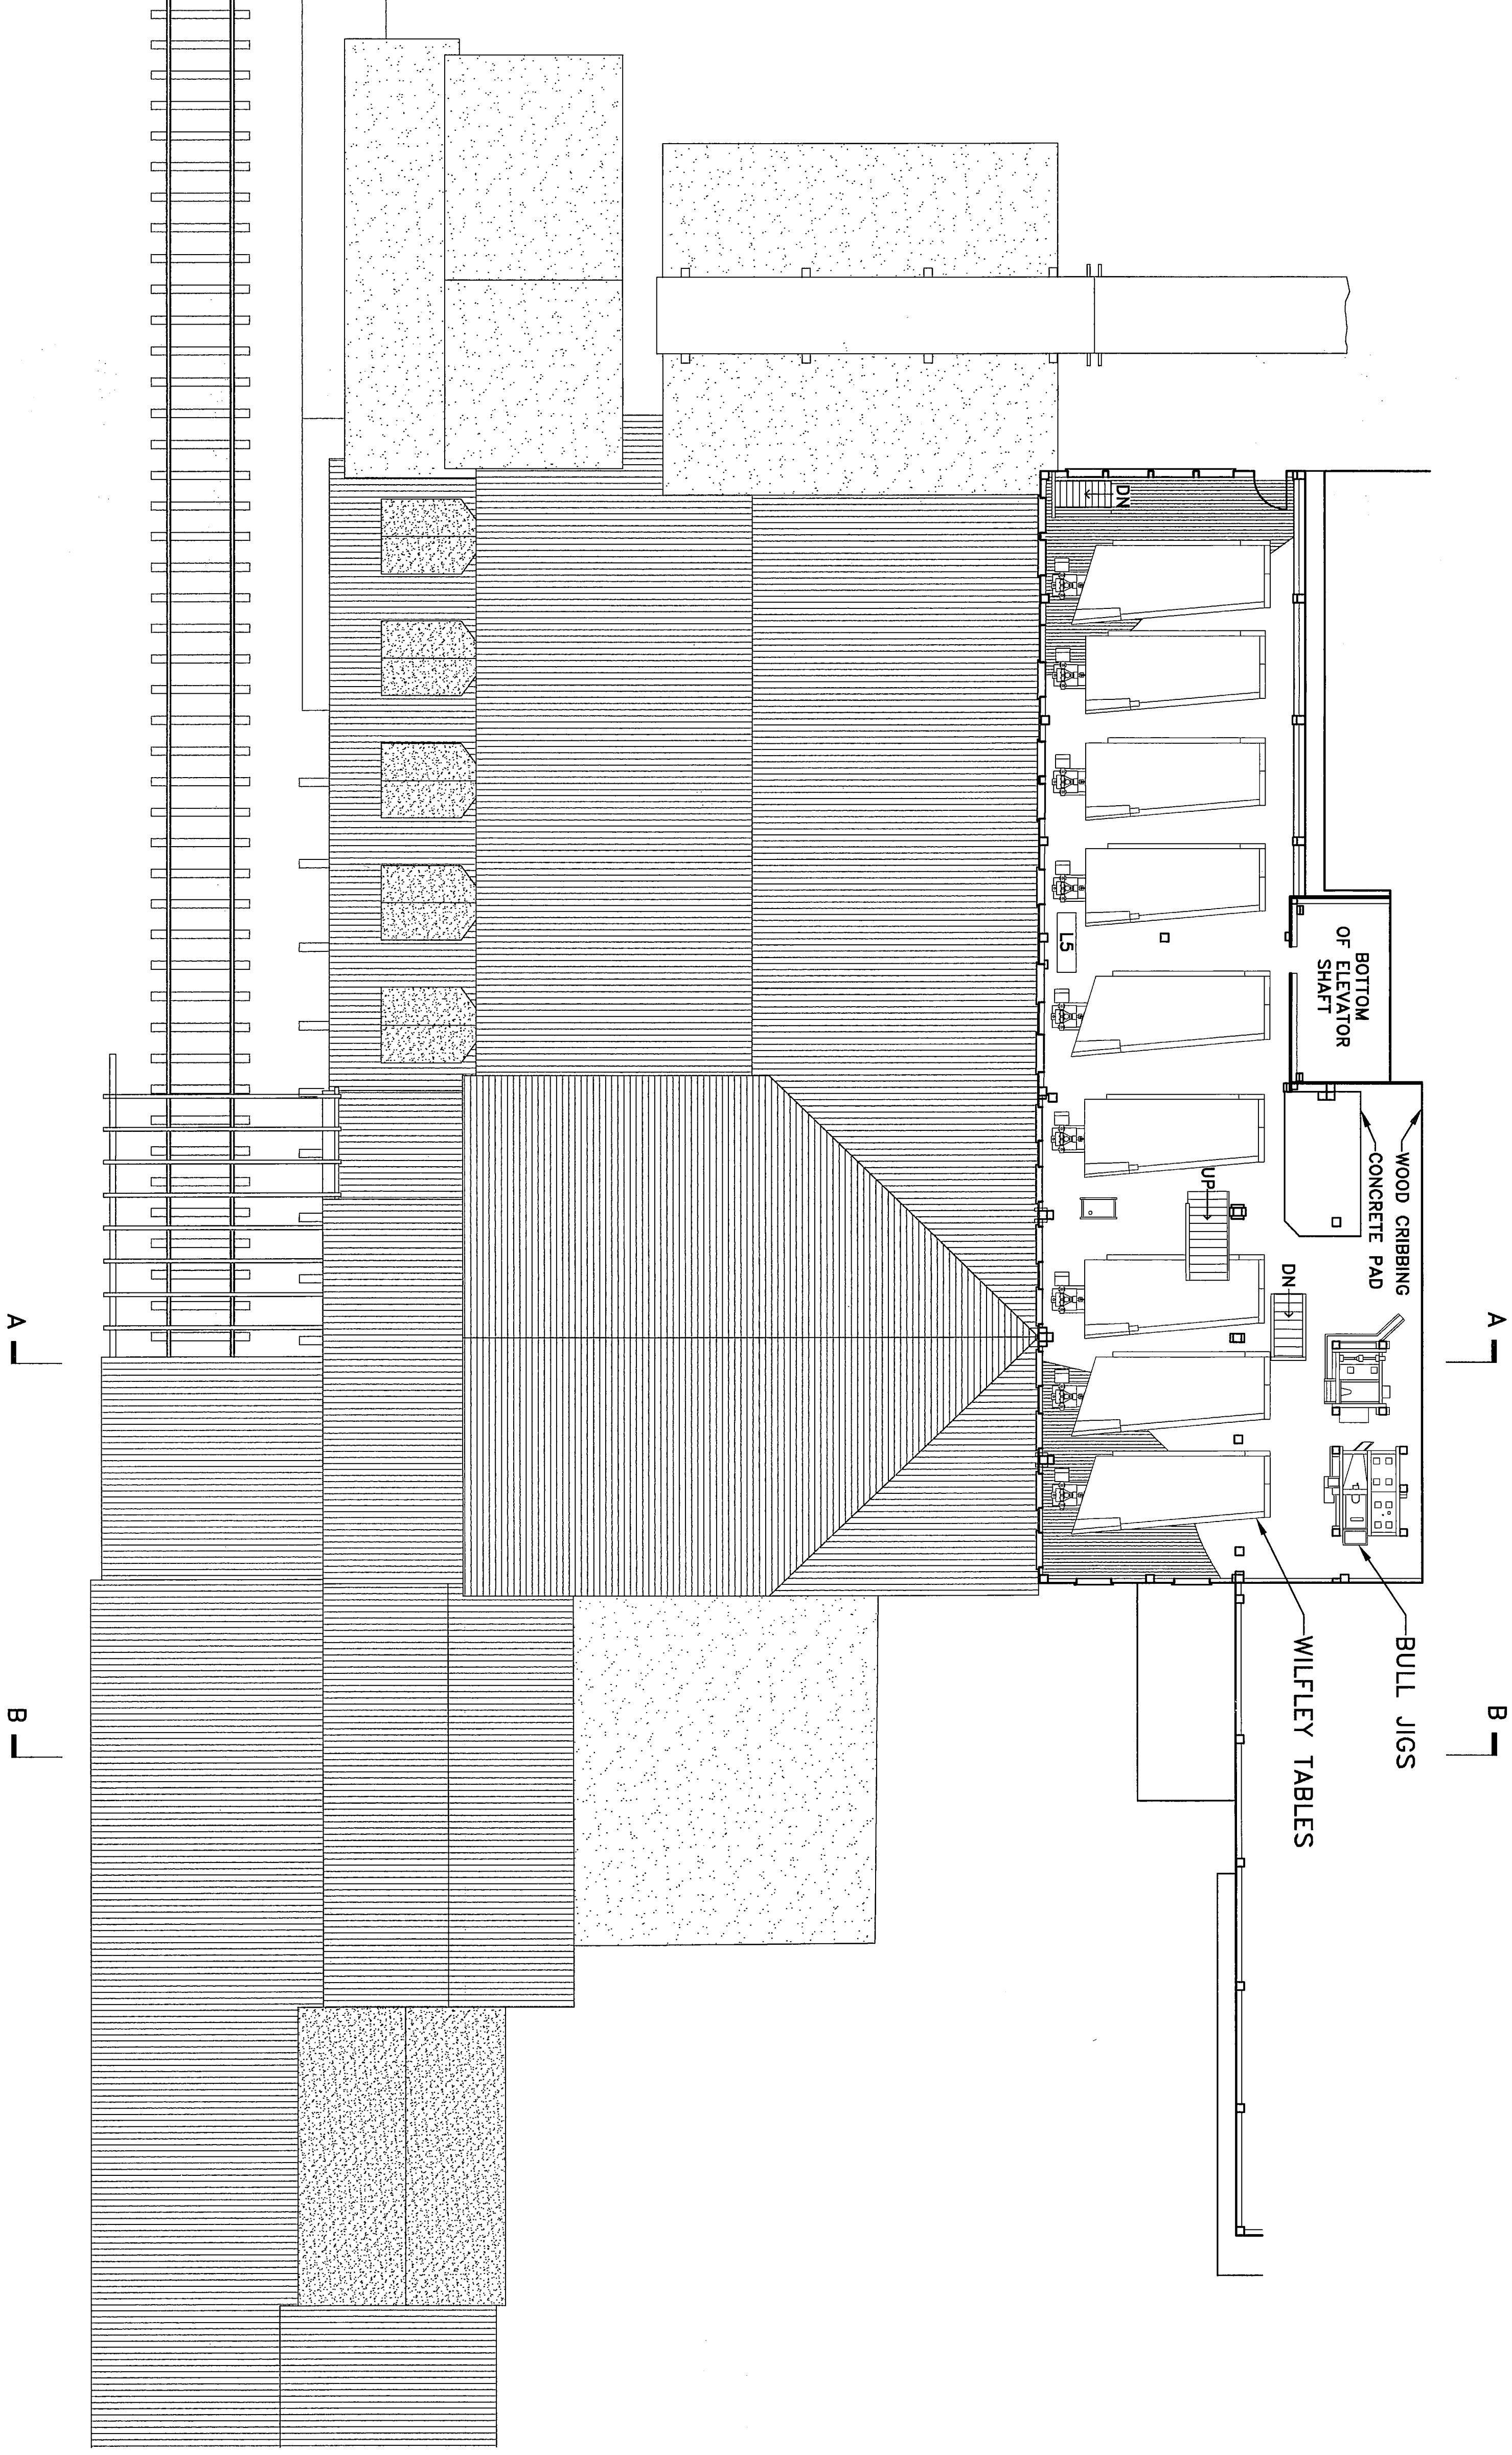 A
A
B
B
DN
L5
BOTTOM
OF ELEVATOR
SHAFT
UP
DN
WOOD CRIBBING
CONCRETE PAD
BULL JIGS
WILFLEY TABLES